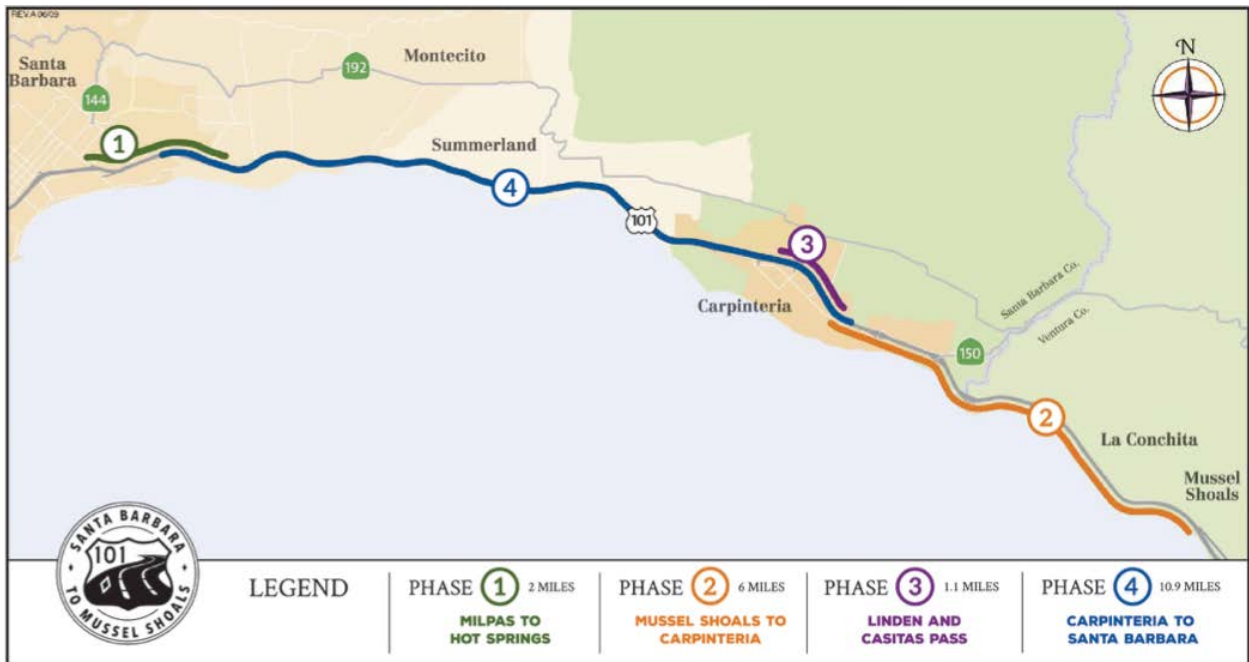 REV.A 0609
Santa
Barbara
144
192
Montecito
N
1
Summerland
4
101
3
Carpinteria
Santa Barbara Co.
Ventura Co.
150
2
La Conchita
Mussel
Shoals
SANTA BARBARA
101
TO MUSSEL SHOALS
LEGEND
PHASE 1 2 MILES
MILPAS TO
HOT SPRINGS
PHASE 2 6 MILES
MUSSEL SHOALS TO
CARPINTERIA
PHASE 3 1.1 MILES
LINDEN AND
CASITAS PASS
PHASE 4 10.9 MILES
CARPINTERIA TO
SANTA BARBARA